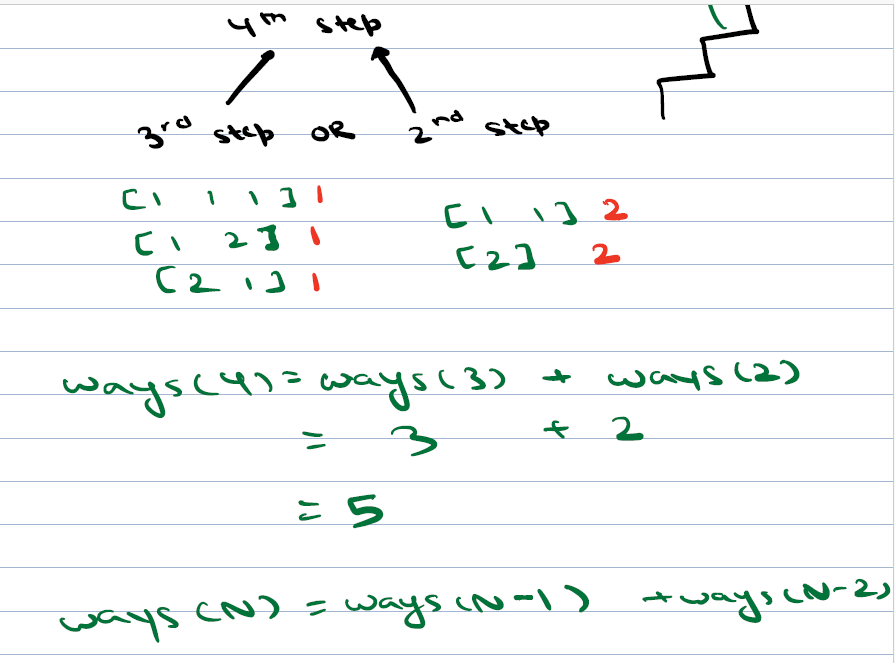 4th step
3rd step OR 2nd step
[1 1 1] 1
[1 1] 2
[1 2] 1
[2] 2
[2 1] 1
ways(4) = ways(3) + ways(2)
= 3 + 2
= 5
ways(N) = ways(N-1) + ways(N-2)